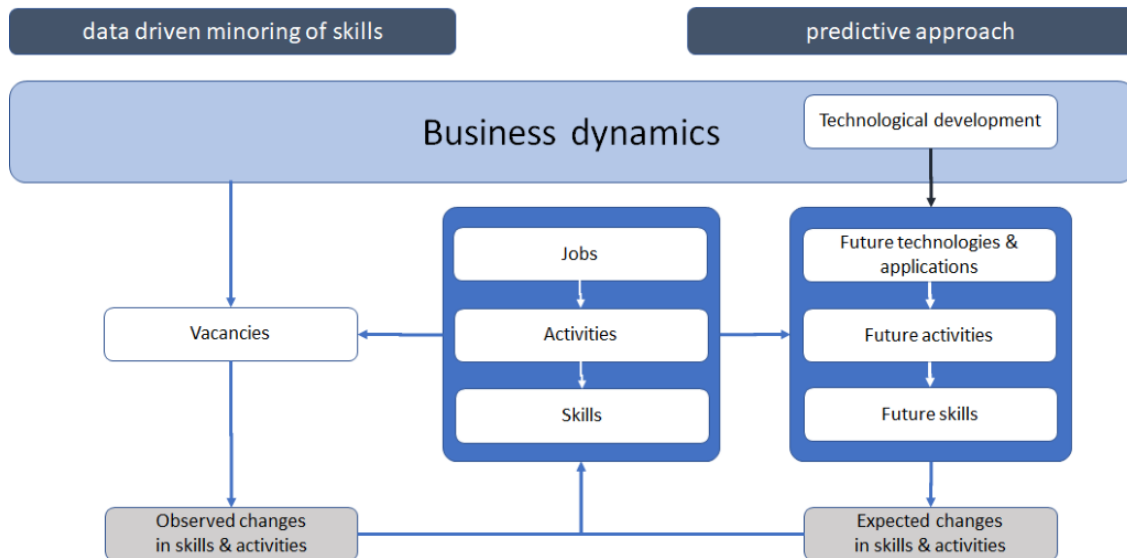 data driven minoring of skills
predictive approach
Business dynamics
Technological development
Jobs
Activities
Skills
Vacancies
Future technologies &
applications
Future activities
Future skills
Observed changes
in skills & activities
Expected changes
in skills & activities